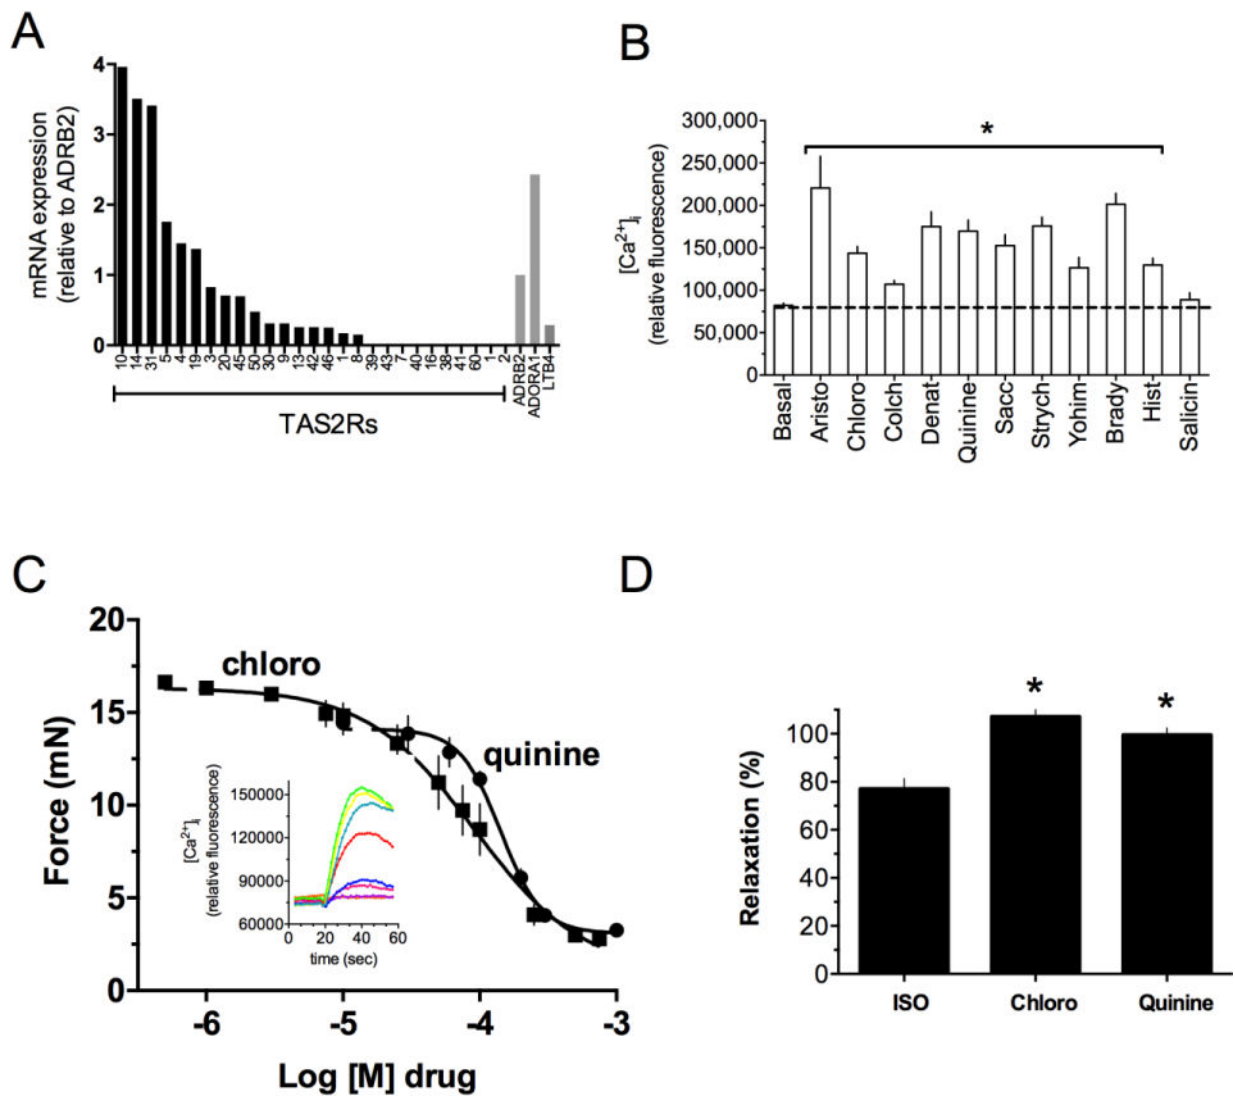 A
mRNA expression
(relative to ADRB2)
4
3
2
1
0
10 14 31 5 4 19 3 20 45 50 30 9 13 42 46 1 8 39 43 7 40 16 38 41 60 1 2 ADRB2 ADORA1 LTB4
TAS2Rs
B
[Ca²⁺]ᵢ
(relative fluorescence)
300,000
250,000
200,000
150,000
100,000
50,000
0
*
Basal Aristo Chloro Colch Denat Quinine Sacc Strych Yohim Brady Hist Salicin
C
Force (mN)
20
15
10
5
0
chloro
quinine
[Ca²⁺]ᵢ
(relative fluorescence)
150000
120000
90000
60000
0 20 40 60
time (sec)
-6 -5 -4 -3
Log [M] drug
D
Relaxation (%)
100
80
60
40
20
0
* *
ISO Chloro Quinine